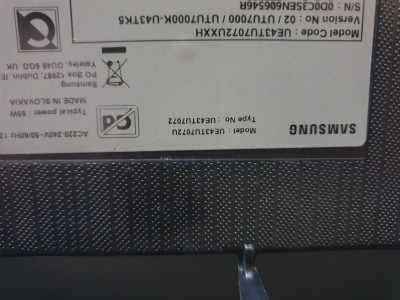 SAMSUNG
Model : UE43TU7072U
Type No. : UE43TU7072
AC220-240V~50/60Hz
Typical power : 65W
MADE IN SLOVAKIA
Samsung
PO Box 12987, Dublin, IE
Yateley, GU46 6GG, UK
Model Code : UE43TU7072UXXH
Version No : 02 / UTU7000 / UTU7000K-U43TK5
S/N : 0D0C3SEN606546R